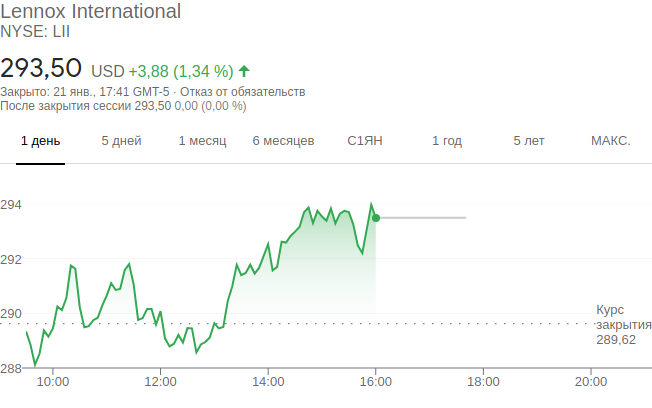 Lennox International
NYSE: LII
293,50 USD +3,88 (1,34 %)
Закрыто: 21 янв., 17:41 GMT-5 · Отказ от обязательств
После закрытия сессии 293,50 0,00 (0,00 %)
1 день 5 дней 1 месяц 6 месяцев С1ЯН 1 год 5 лет МАКС.
294
292
290
Курс
закрытия
289,62
288
10:00 12:00 14:00 16:00 18:00 20:00